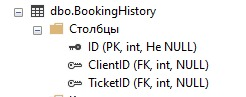 dbo.BookingHistory
Столбцы
ID (PK, int, Не NULL)
ClientID (FK, int, NULL)
TicketID (FK, int, NULL)